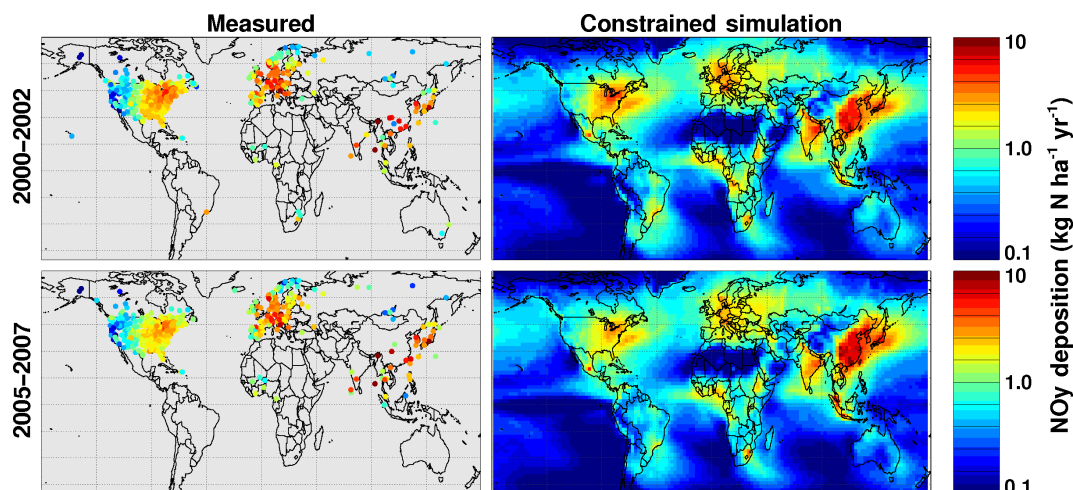 Measured
Constrained simulation
2000–2002
10
1.0
0.1
2005–2007
10
1.0
0.1
NOy deposition (kg N ha⁻¹ yr⁻¹)